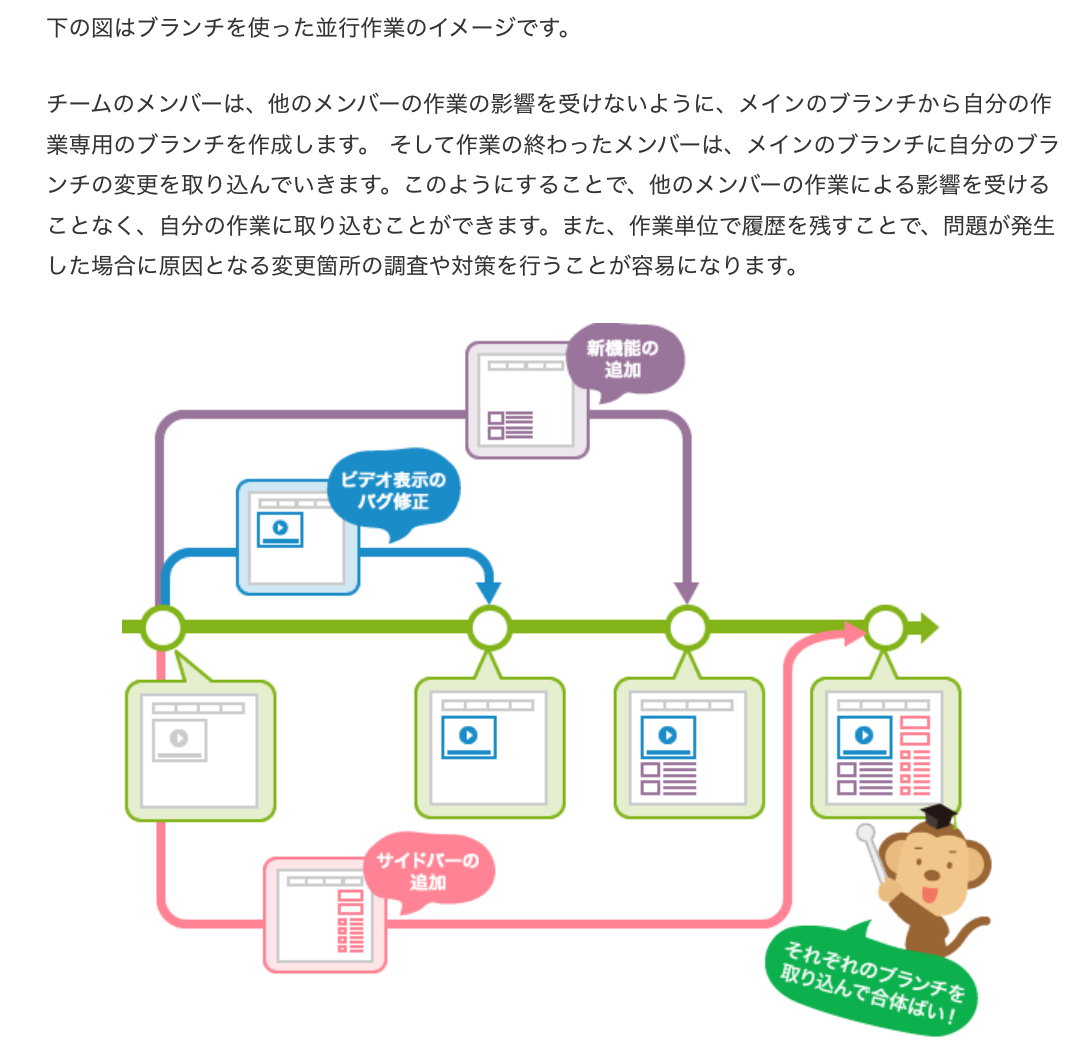 下の図はブランチを使った並行作業のイメージです。
チームのメンバーは、他のメンバーの作業の影響を受けないように、メインのブランチから自分の作
業専用のブランチを作成します。 そして作業の終わったメンバーは、メインのブランチに自分のブラ
ンチの変更を取り込んでいきます。このようにすることで、他のメンバーの作業による影響を受ける
ことなく、自分の作業に取り込むことができます。また、作業単位で履歴を残すことで、問題が発生
した場合に原因となる変更箇所の調査や対策を行うことが容易になります。
新機能の
追加
ビデオ表示の
バグ修正
サイドバーの
追加
それぞれのブランチを
取り込んで合体ばい！